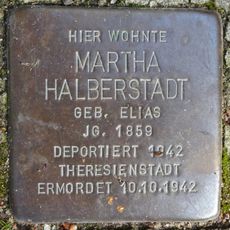 HIER WOHNTE
MARTHA
HALBERSTADT
GEB. ELIAS
JG. 1859
DEPORTIERT 1942
THERESIENSTADT
ERMORDET 10.10.1942